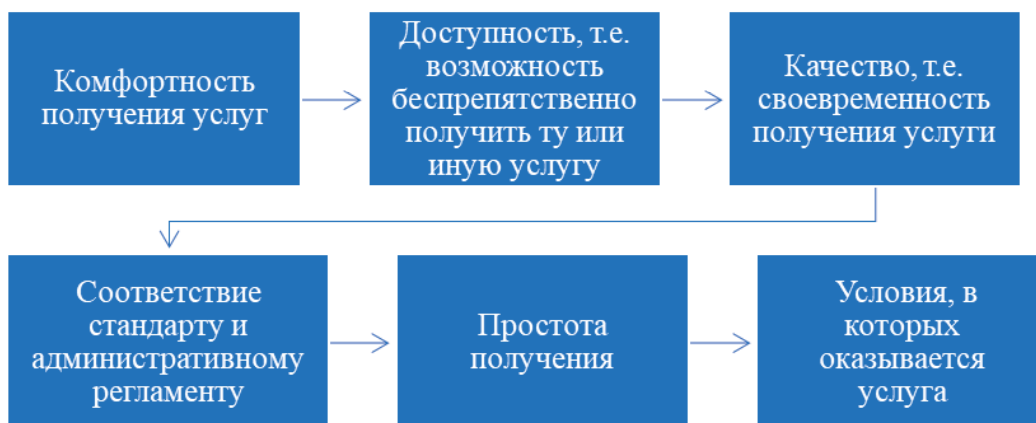 Комфортность
получения услуг
Доступность, т.е.
возможность
беспрепятственно
получить ту или
иную услугу
Качество, т.е.
своевременность
получения услуги
Соответствие
стандарту и
административному
регламенту
Простота
получения
Условия, в
которых
оказывается
услуга